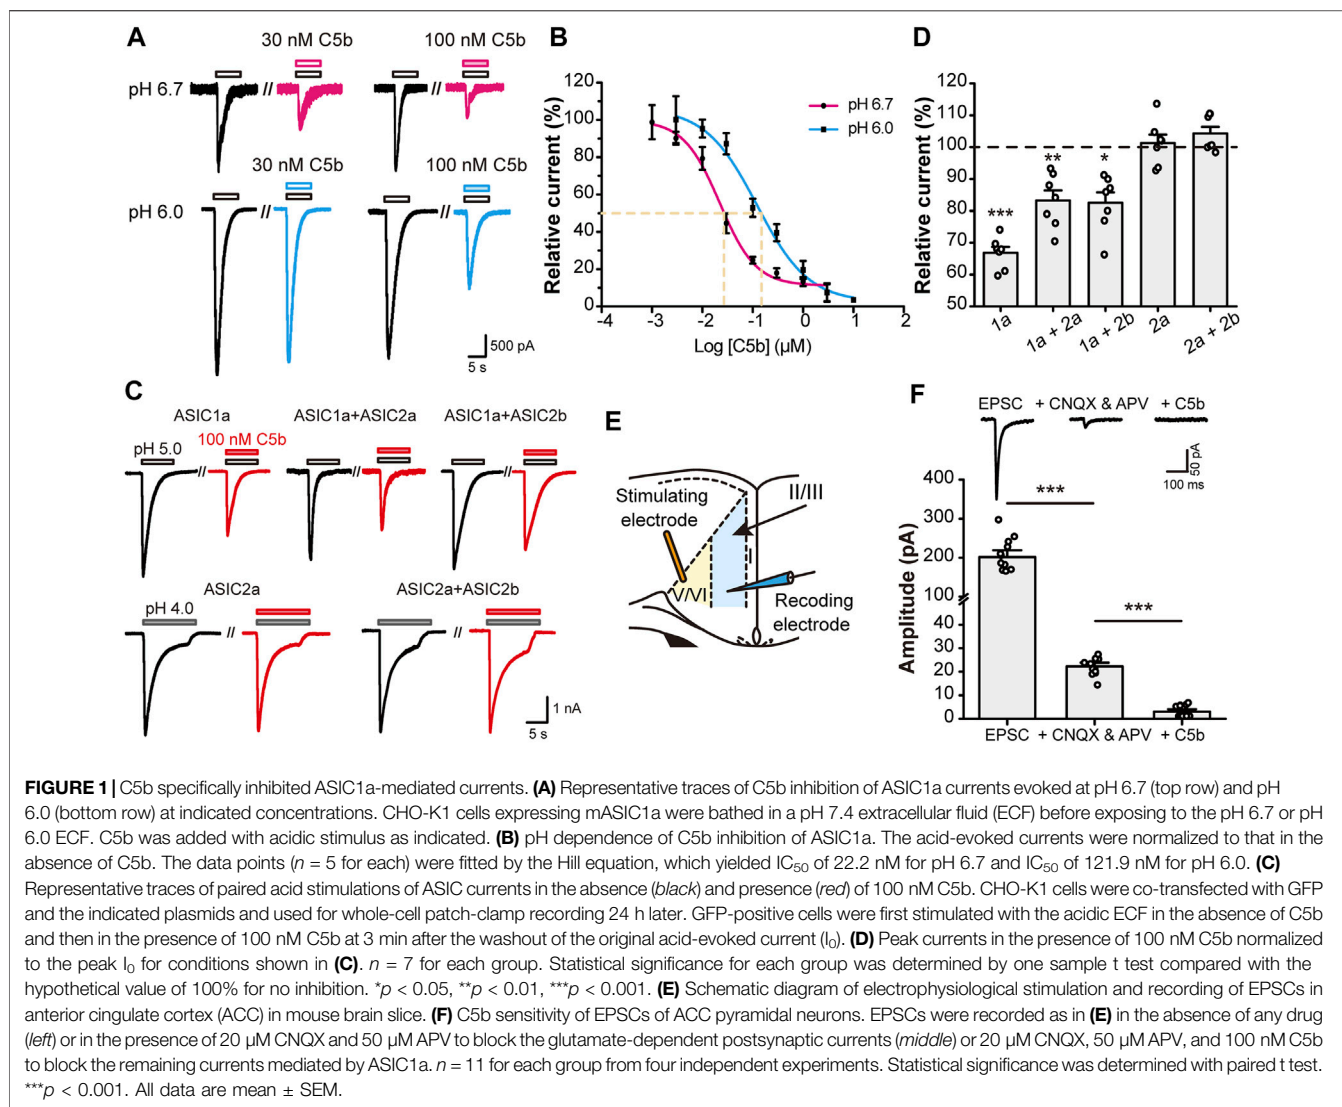 A
30 nM C5b
100 nM C5b
pH 6.7
//
//
30 nM C5b
100 nM C5b
pH 6.0
//
//
500 pA
5 s
B
Relative current (%)
120
100
80
60
40
20
0
-4
-3
-2
-1
0
1
2
Log [C5b] (µM)
pH 6.7
pH 6.0
D
Relative current (%)
120
110
100
90
80
70
60
50
***
**
*
1a
1a + 2a
1a + 2b
2a
2a + 2b
C
ASIC1a
ASIC1a+ASIC2a
ASIC1a+ASIC2b
pH 5.0
100 nM C5b
//
//
//
ASIC2a
ASIC2a+ASIC2b
pH 4.0
//
//
1 nA
5 s
E
Stimulating
electrode
II/III
I
V/VI
Recoding
electrode
F
EPSC
+ CNQX & APV
+ C5b
50 pA
100 ms
Amplitude (pA)
400
300
200
100
30
20
10
0
***
***
EPSC
+ CNQX & APV
+ C5b
FIGURE 1 | C5b specifically inhibited ASIC1a-mediated currents. (A) Representative traces of C5b inhibition of ASIC1a currents evoked at pH 6.7 (top row) and pH
6.0 (bottom row) at indicated concentrations. CHO-K1 cells expressing mASIC1a were bathed in a pH 7.4 extracellular fluid (ECF) before exposing to the pH 6.7 or pH
6.0 ECF. C5b was added with acidic stimulus as indicated. (B) pH dependence of C5b inhibition of ASIC1a. The acid-evoked currents were normalized to that in the
absence of C5b. The data points (n = 5 for each) were fitted by the Hill equation, which yielded IC50 of 22.2 nM for pH 6.7 and IC50 of 121.9 nM for pH 6.0. (C)
Representative traces of paired acid stimulations of ASIC currents in the absence (black) and presence (red) of 100 nM C5b. CHO-K1 cells were co-transfected with GFP
and the indicated plasmids and used for whole-cell patch-clamp recording 24 h later. GFP-positive cells were first stimulated with the acidic ECF in the absence of C5b
and then in the presence of 100 nM C5b at 3 min after the washout of the original acid-evoked current (I0). (D) Peak currents in the presence of 100 nM C5b normalized
to the peak I0 for conditions shown in (C). n = 7 for each group. Statistical significance for each group was determined by one sample t test compared with the
hypothetical value of 100% for no inhibition. *p < 0.05, **p < 0.01, ***p < 0.001. (E) Schematic diagram of electrophysiological stimulation and recording of EPSCs in
anterior cingulate cortex (ACC) in mouse brain slice. (F) C5b sensitivity of EPSCs of ACC pyramidal neurons. EPSCs were recorded as in (E) in the absence of any drug
(left) or in the presence of 20 µM CNQX and 50 µM APV to block the glutamate-dependent postsynaptic currents (middle) or 20 µM CNQX, 50 µM APV, and 100 nM C5b
to block the remaining currents mediated by ASIC1a. n = 11 for each group from four independent experiments. Statistical significance was determined with paired t test.
***p < 0.001. All data are mean ± SEM.